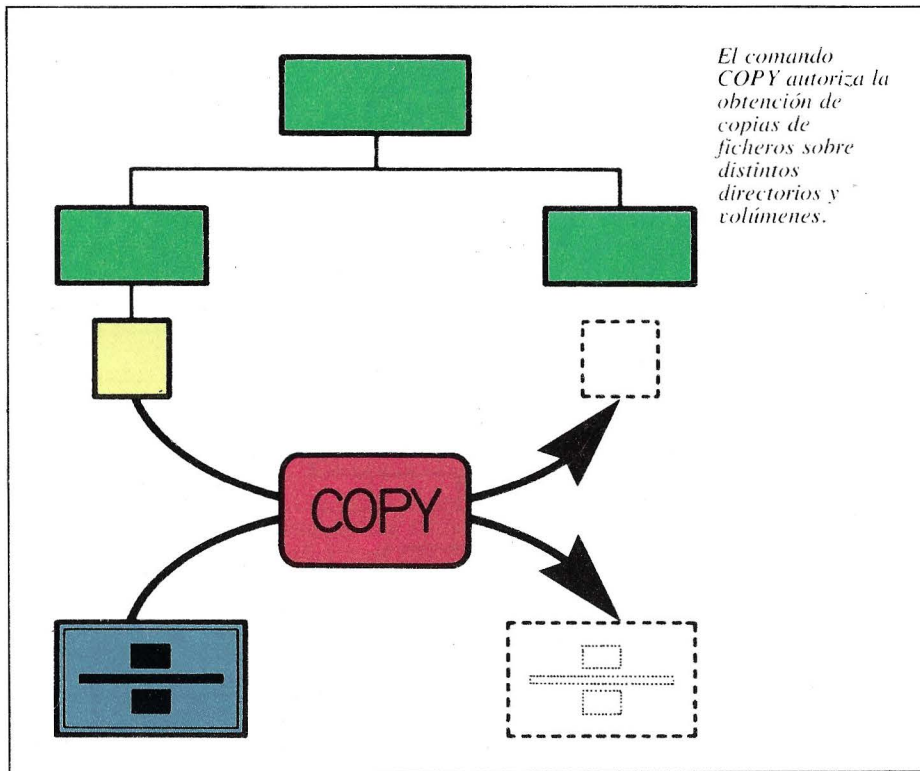 El comando
COPY autoriza la
obtención de
copias de
ficheros sobre
distintos
directorios y
volúmenes.
COPY